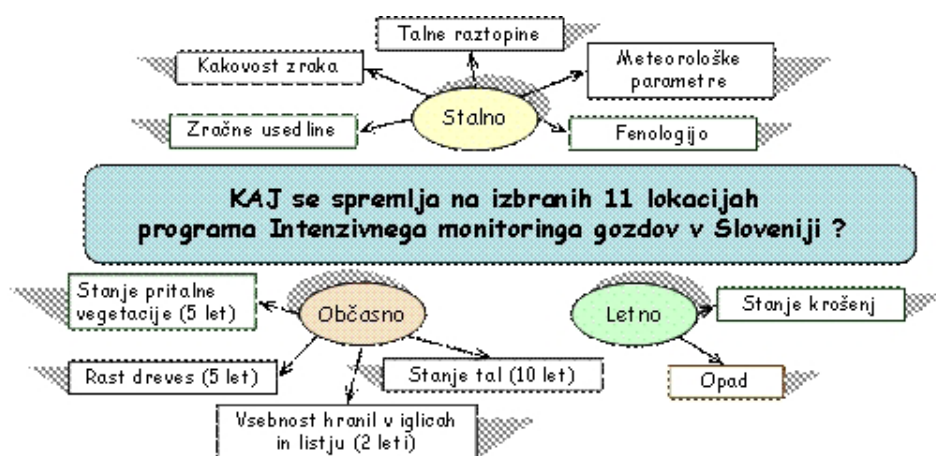 Talne raztopine
Kakovost zraka
Meteorološke
parametre
Stalno
Zračne usedline
Fenologijo
KAJ se spremlja na izbranih 11 lokacijah
programa Intenzivnega monitoringa gozdov v Sloveniji ?
Stanje pritalne
vegetacije (5 let)
Občasno
Letno
Stanje krošenj
Rast dreves (5 let)
Stanje tal (10 let)
Opad
Vsebnost hranil v iglicah
in listju (2 leti)